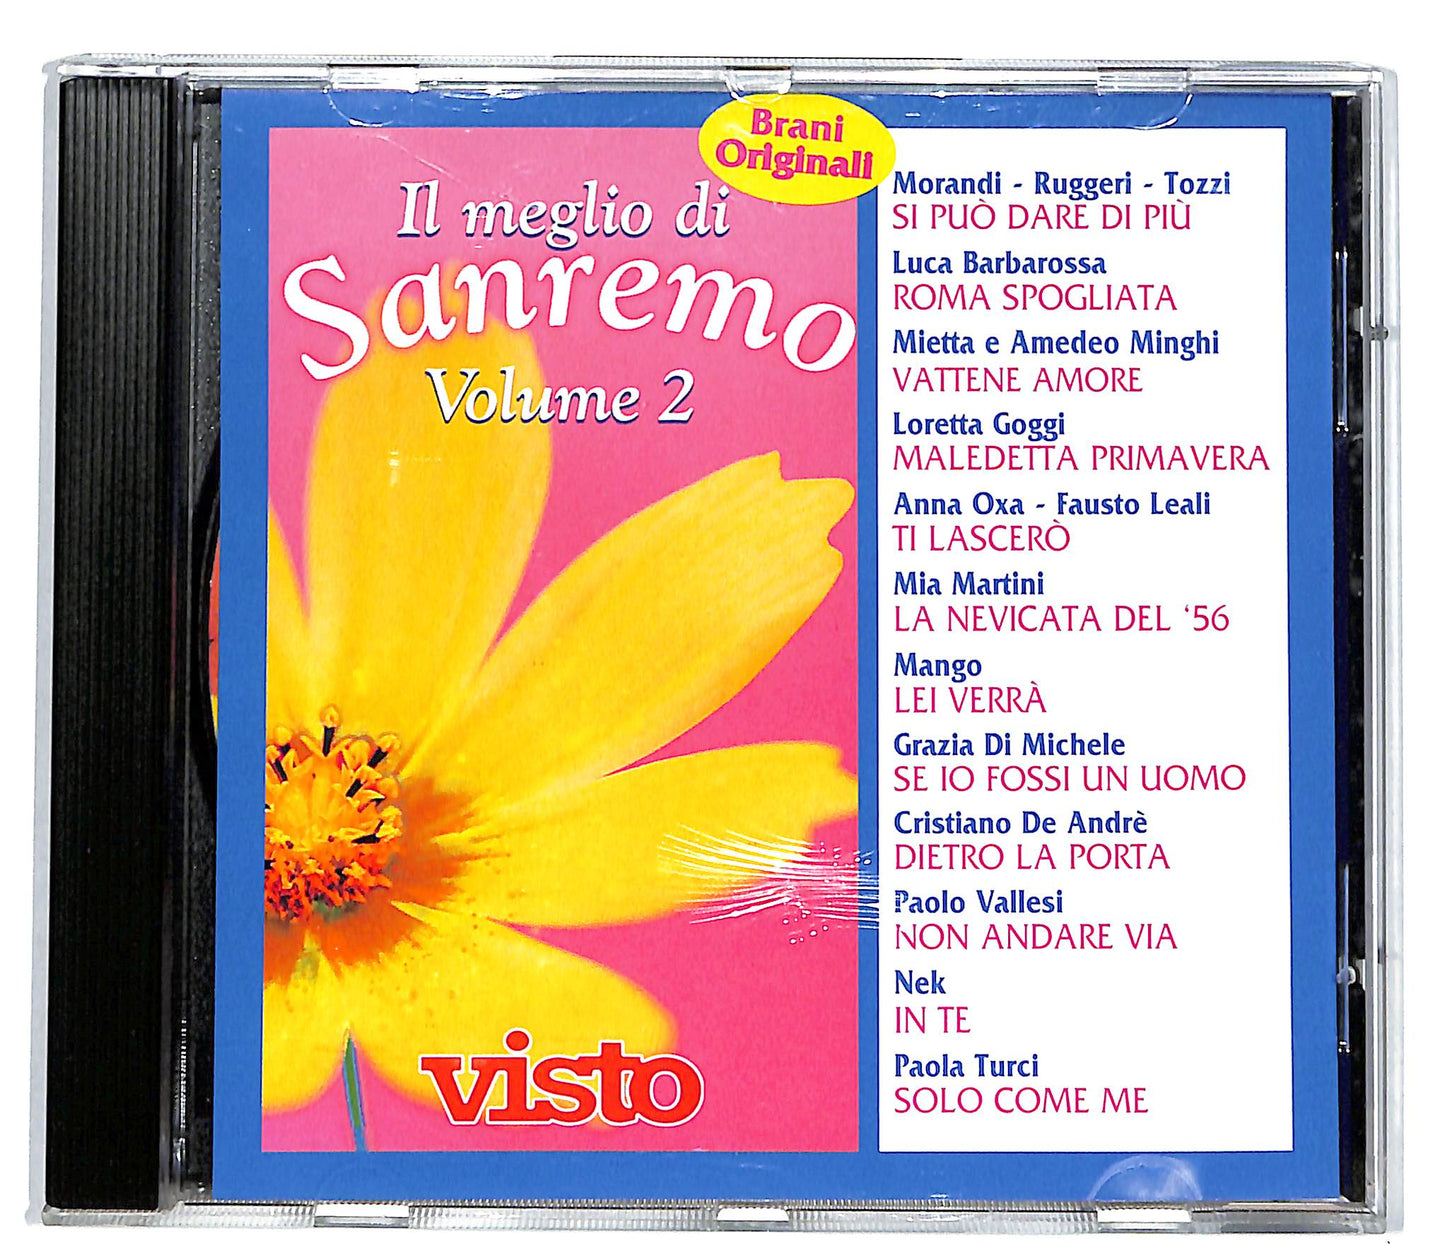 Brani
Originali
Il meglio di
Sanremo
Volume 2
visto
Morandi - Ruggeri - Tozzi
SI PUÒ DARE DI PIÙ
Luca Barbarossa
ROMA SPOGLIATA
Mietta e Amedeo Minghi
VATTENE AMORE
Loretta Goggi
MALEDETTA PRIMAVERA
Anna Oxa - Fausto Leali
TI LASCERÒ
Mia Martini
LA NEVICATA DEL ‘56
Mango
LEI VERRÀ
Grazia Di Michele
SE IO FOSSI UN UOMO
Cristiano De Andrè
DIETRO LA PORTA
Paolo Vallesi
NON ANDARE VIA
Nek
IN TE
Paola Turci
SOLO COME ME